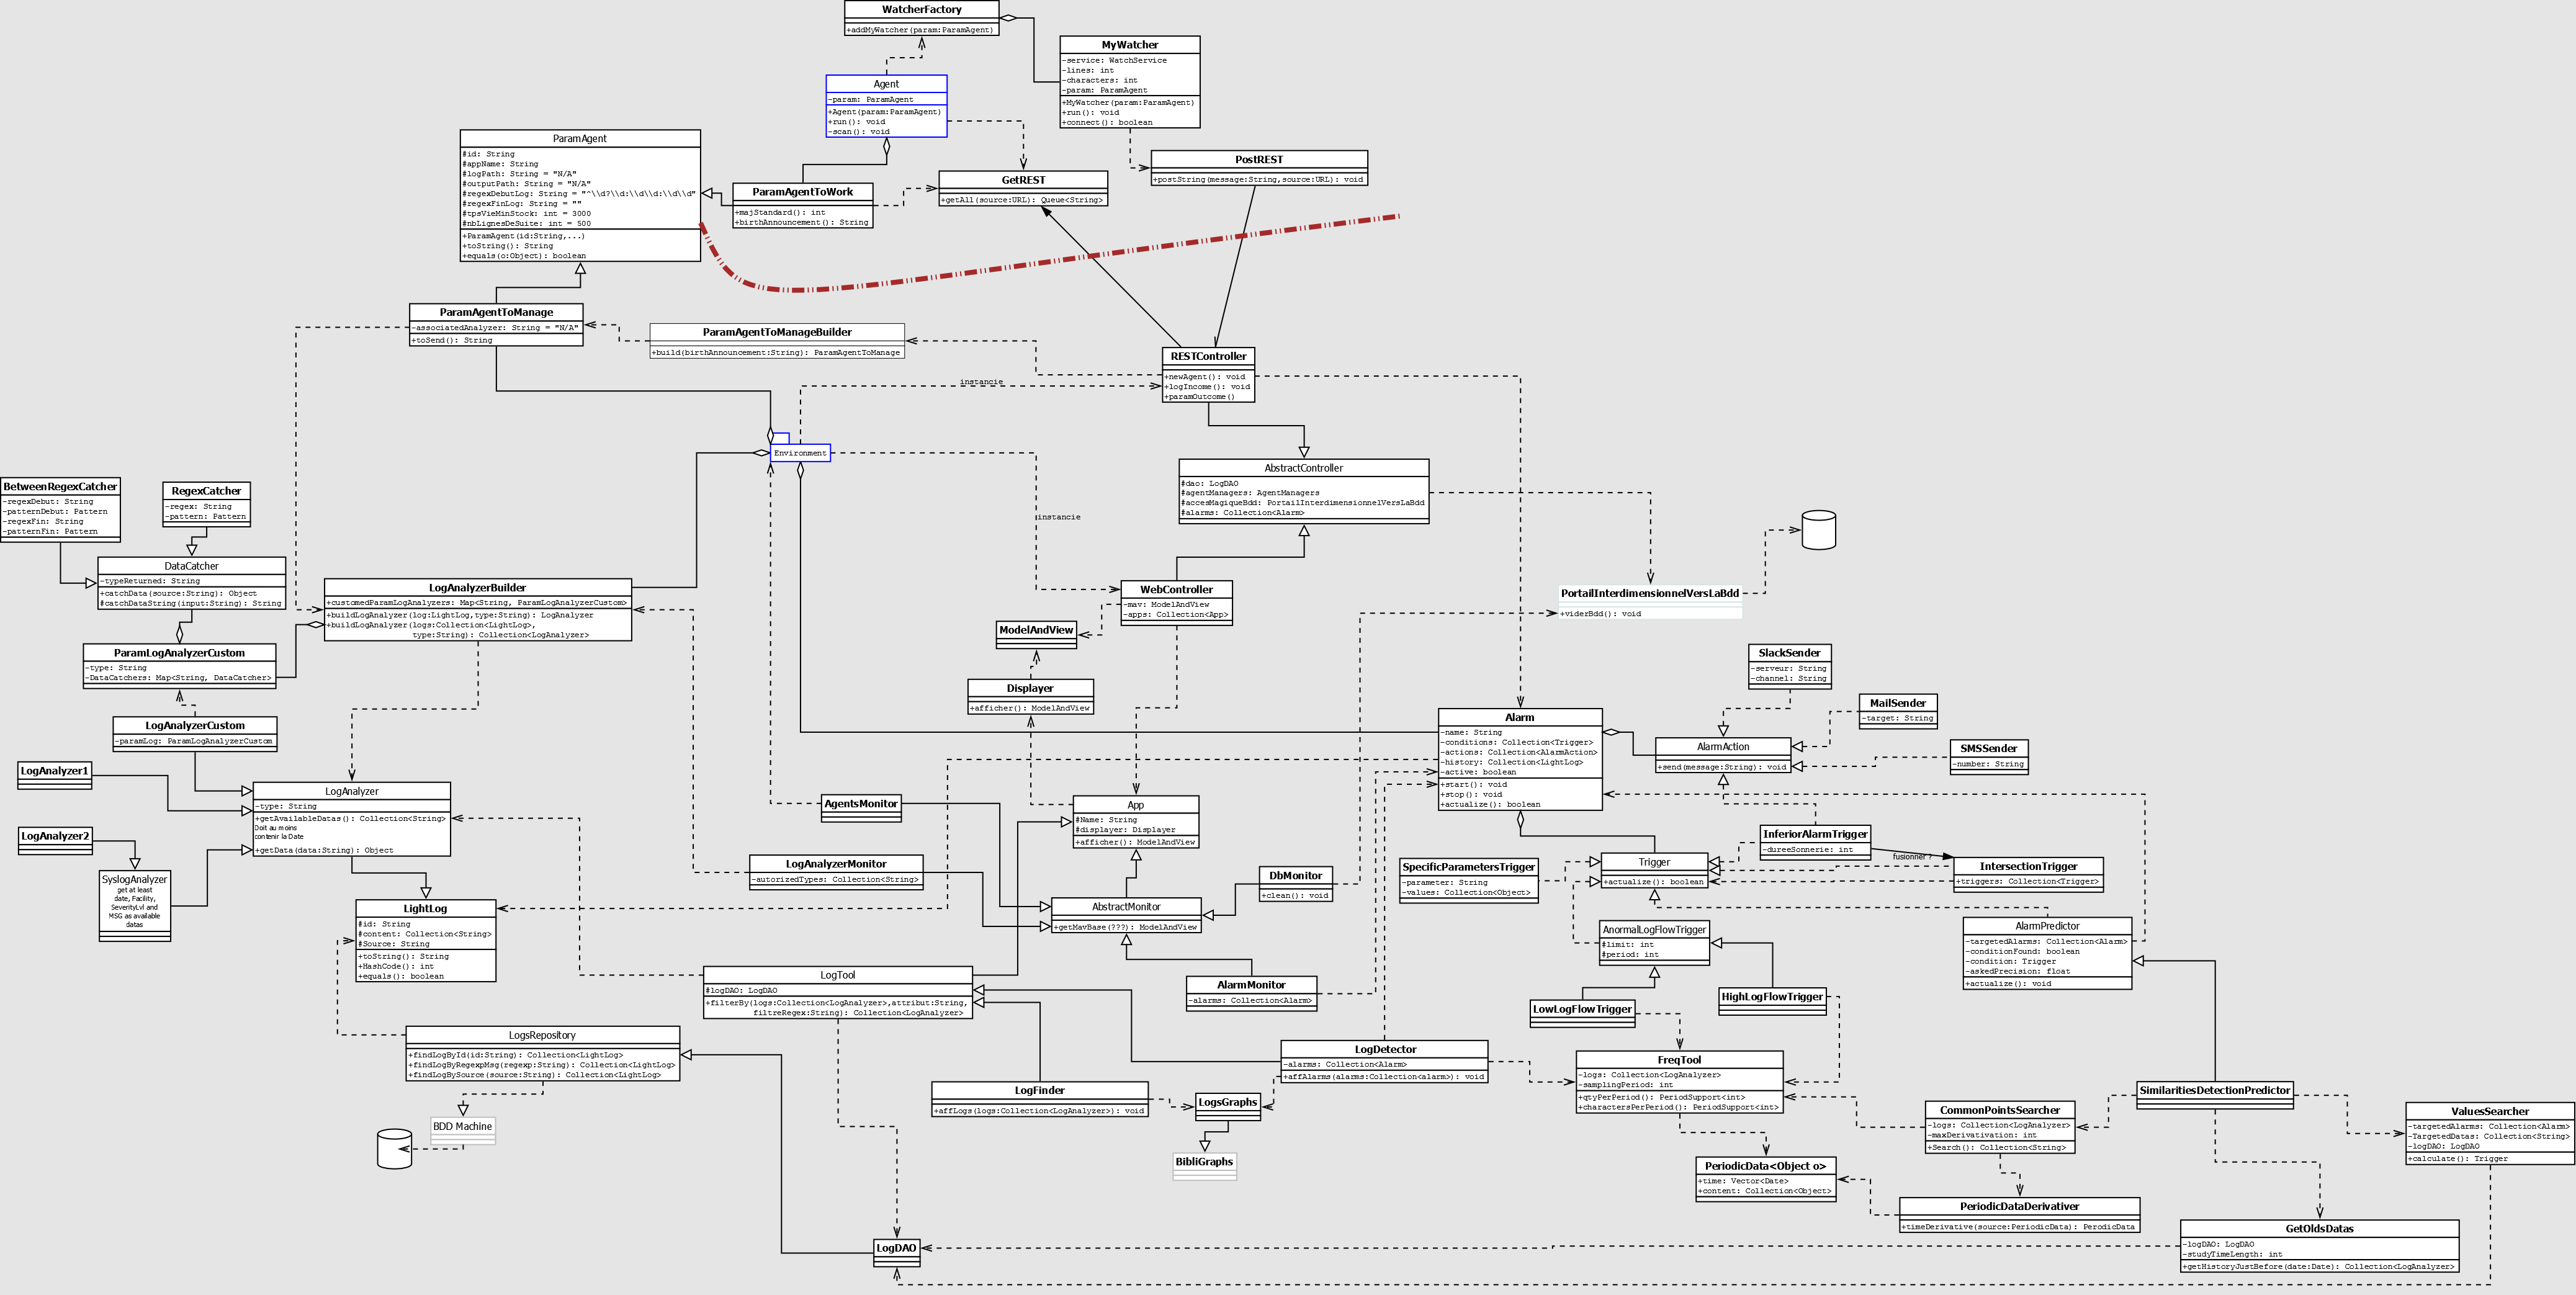 WatcherFactory
+addMyWatcher(param:ParamAgent)
MyWatcher
-service: WatchService
-lines: int
-characters: int
-param: ParamAgent
+MyWatcher(param:ParamAgent)
+run(): void
+connect(): boolean
Agent
-param: ParamAgent
+Agent(param:ParamAgent)
+run(): void
-scan(): void
ParamAgent
#id: String
#appName: String
#logPath: String = "N/A"
#outputPath: String = "N/A"
#regexDebutLog: String = "^\\d?\\d:\\d\\d:\\d\\d"
#regexFinLog: String = ""
#tpsVieMinStock: int = 3000
#nbLignesDeSuite: int = 500
+ParamAgent(id:String,...)
+toString(): String
+equals(o:Object): boolean
ParamAgentToWork
+majStandard(): int
+birthAnnouncement(): String
GetREST
+getAll(source:URL): Queue<String>
PostREST
+postString(message:String,source:URL): void
ParamAgentToManage
-associatedAnalyzer: String = "N/A"
+toSend(): String
ParamAgentToManageBuilder
+build(birthAnnouncement:String): ParamAgentToManage
RESTController
+newAgent(): void
+logIncome(): void
+paramOutcome()
instancie
Environment
instancie
AbstractController
#dao: LogDAO
#agentManagers: AgentManagers
#accesMagiqueBdd: PortailInterdimensionnelVersLaBdd
#alarms: Collection<Alarm>
BetweenRegexCatcher
-regexDebut: String
-patternDebut: Pattern
-regexFin: String
-patternFin: Pattern
RegexCatcher
-regex: String
-pattern: Pattern
DataCatcher
-typeReturned: String
+catchData(source:String): Object
#catchDataString(input:String): String
LogAnalyzerBuilder
+customedParamLogAnalyzers: Map<String, ParamLogAnalyzerCustom>
+buildLogAnalyzer(log:LightLog,type:String): LogAnalyzer
+buildLogAnalyzer(logs:Collection<LightLog>,
type:String): Collection<LogAnalyzer>
WebController
-mav: ModelAndView
-apps: Collection<App>
PortailInterdimensionnelVersLaBdd
+viderBdd(): void
ModelAndView
ParamLogAnalyzerCustom
-type: String
-DataCatchers: Map<String, DataCatcher>
Displayer
+afficher(): ModelAndView
SlackSender
-serveur: String
-channel: String
MailSender
-target: String
LogAnalyzerCustom
-paramLog: ParamLogAnalyzerCustom
Alarm
-name: String
-conditions: Collection<Trigger>
-actions: Collection<AlarmAction>
-history: Collection<LightLog>
-active: boolean
+start(): void
+stop(): void
+actualize(): boolean
AlarmAction
+send(message:String): void
SMSSender
-number: String
LogAnalyzer1
LogAnalyzer
-type: String
+getAvailableDatas(): Collection<String>
Doit au moins
contenir la Date
+getData(data:String): Object
LogAnalyzer2
SyslogAnalyzer
get at least
date, Facility,
SeverityLvl and
MSG as available
datas
AgentsMonitor
App
#Name: String
#displayer: Displayer
+afficher(): ModelAndView
InferiorAlarmTrigger
-dureeSonnerie: int
fusionner ?
IntersectionTrigger
+triggers: Collection<Trigger>
LogAnalyzerMonitor
-autorizedTypes: Collection<String>
DbMonitor
+clean(): void
SpecificParametersTrigger
-parameter: String
-values: Collection<Object>
Trigger
+actualize(): boolean
LightLog
#id: String
#content: Collection<String>
#Source: String
+toString(): String
+HashCode(): int
+equals(): boolean
AbstractMonitor
+getMavBase(???): ModelAndView
AnormalLogFlowTrigger
#limit: int
#period: int
AlarmPredictor
-targetedAlarms: Collection<Alarm>
-conditionFound: boolean
-condition: Trigger
-askedPrecision: float
+actualize(): void
LogTool
#logDAO: LogDAO
+filterBy(logs:Collection<LogAnalyzer>,attribut:String,
filtreRegex:String): Collection<LogAnalyzer>
AlarmMonitor
-alarms: Collection<Alarm>
LowLogFlowTrigger
HighLogFlowTrigger
LogsRepository
+findLogById(id:String): Collection<LightLog>
+findLogByRegexpMsg(regexp:String): Collection<LightLog>
+findLogBySource(source:String): Collection<LightLog>
LogDetector
-alarms: Collection<Alarm>
+affAlarms(alarms:Collection<alarm>): void
FreqTool
-logs: Collection<LogAnalyzer>
-samplingPeriod: int
+qtyPerPeriod(): PeriodSupport<int>
+charactersPerPeriod(): PeriodSupport<int>
LogFinder
+affLogs(logs:Collection<LogAnalyzer>): void
LogsGraphs
BibliGraphs
BDD Machine
SimilaritiesDetectionPredictor
CommonPointsSearcher
-logs: Collection<LogAnalyzer>
-maxDerivativation: int
+Search(): Collection<String>
ValuesSearcher
-targetedAlarms: Collection<Alarm>
-TargetedDatas: Collection<String>
-logDAO: LogDAO
+calculate(): Trigger
PeriodicData<Object o>
+time: Vector<Date>
+content: Collection<Object>
PeriodicDataDerivativer
+timeDerivative(source:PeriodicData): PerodicData
GetOldsDatas
-logDAO: LogDAO
-studyTimeLength: int
+getHistoryJustBefore(date:Date): Collection<LogAnalyzer>
LogDAO